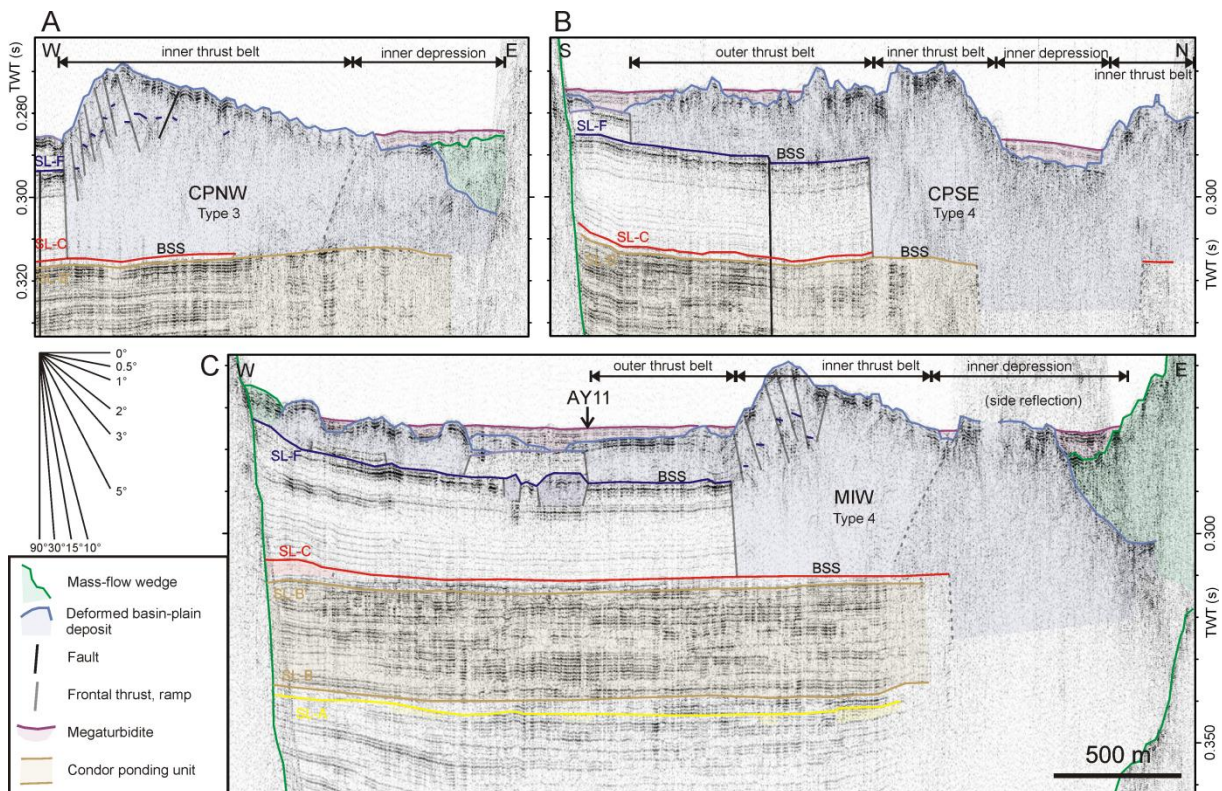 A
W
inner thrust belt
inner depression
E
TWT (s)
0.280
0.300
0.320
SL-F
SL-C
BSS
CPNW
Type 3
B
S
outer thrust belt
inner thrust belt
inner depression
N
inner thrust belt
SL-F
BSS
SL-C
BSS
CPSE
Type 4
0.300
TWT (s)
0°
0.5°
1°
2°
3°
5°
90°30°15°10°
C
W
outer thrust belt
inner thrust belt
inner depression
E
(side reflection)
AY11
SL-F
BSS
MIW
Type 4
SL-C
BSS
SL-B'
SL-B
SL-A
0.300
TWT (s)
0.350
500 m
Mass-flow wedge
Deformed basin-plain
deposit
Fault
Frontal thrust, ramp
Megaturbidite
Condor ponding unit